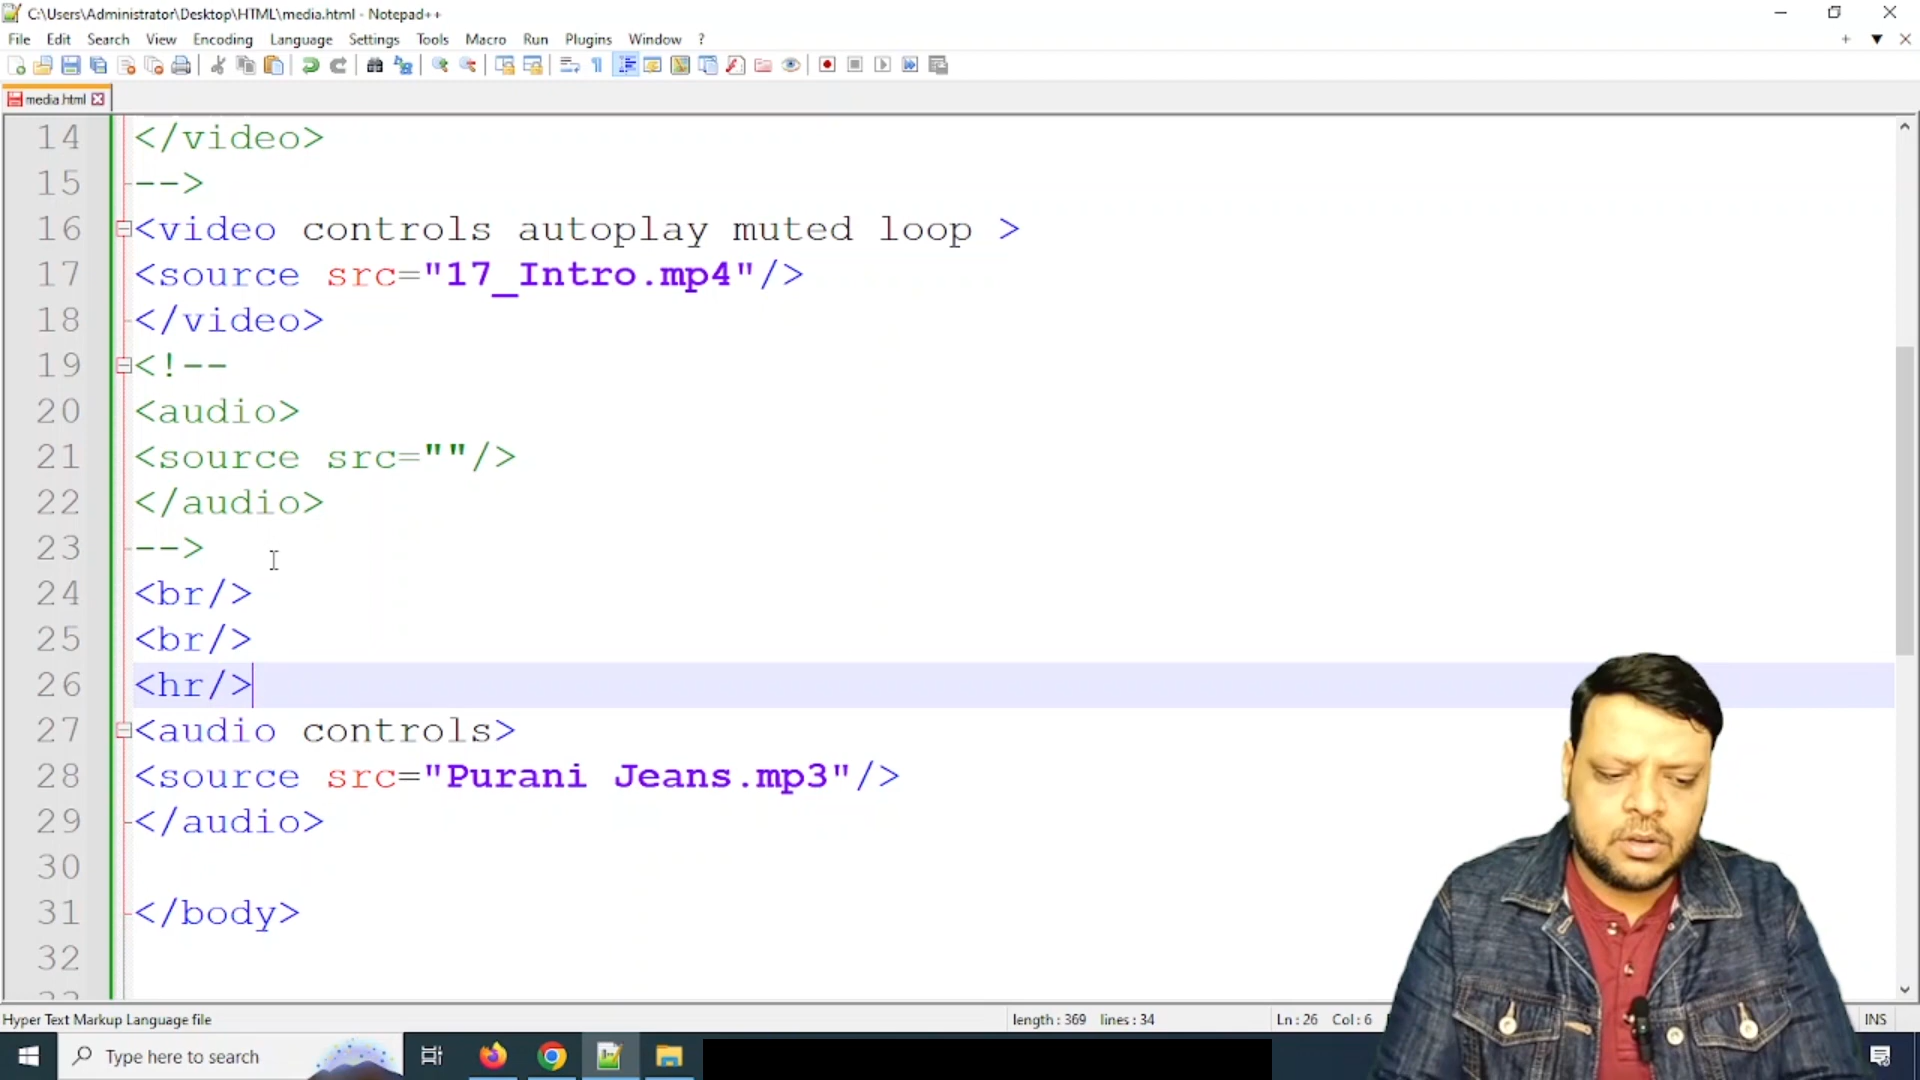 C:\Users\Administrator\Desktop\HTML\media.html - Notepad++
File Edit Search View Encoding Language Settings Tools Macro Run Plugins Window ?
media.html
14 </video>
15 -->
16 <video controls autoplay muted loop >
17 <source src="17_Intro.mp4"/>
18 </video>
19 <!--
20 <audio>
21 <source src=""/>
22 </audio>
23 -->
24 <br/>
25 <br/>
26 <hr/>
27 <audio controls>
28 <source src="Purani Jeans.mp3"/>
29 </audio>
30
31 </body>
32
Hyper Text Markup Language file length : 369 lines : 34 Ln : 26 Col : 6 INS
Type here to search